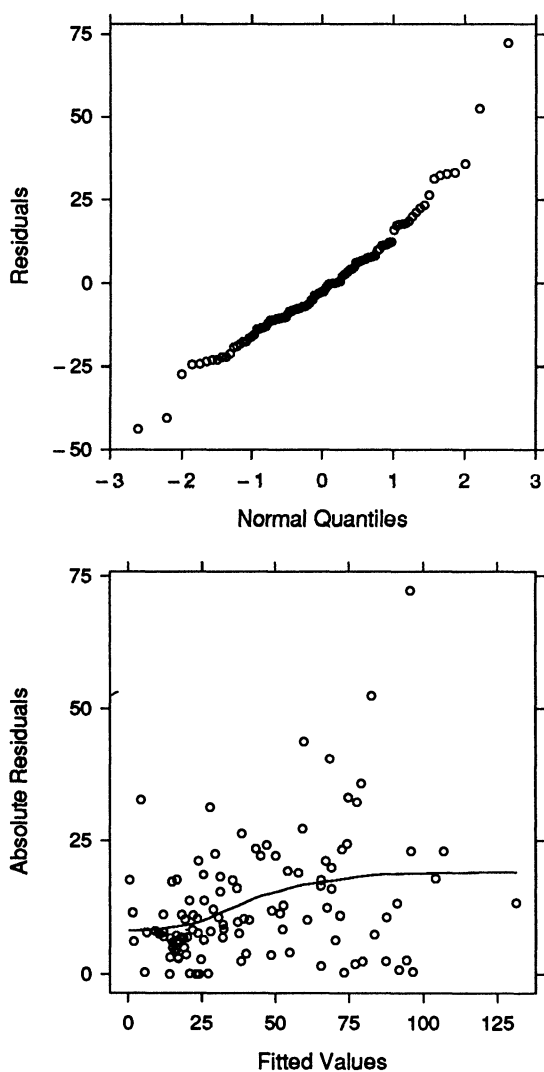 75
50
25
0
−25
−50
Residuals
−3 −2 −1 0 1 2 3
Normal Quantiles
75
50
25
0
Absolute Residuals
0 25 50 75 100 125
Fitted Values